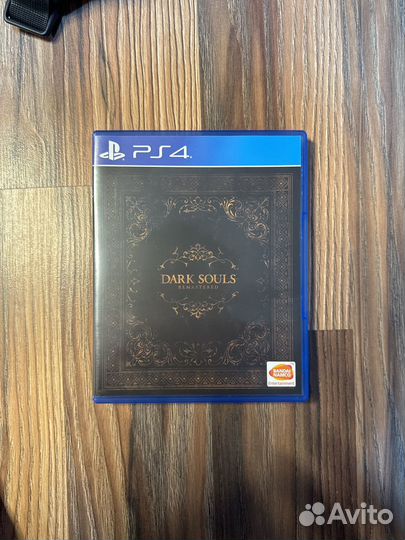 PS4
DARK SOULS
REMASTERED
BANDAI
NAMCO
Entertainment
Avito